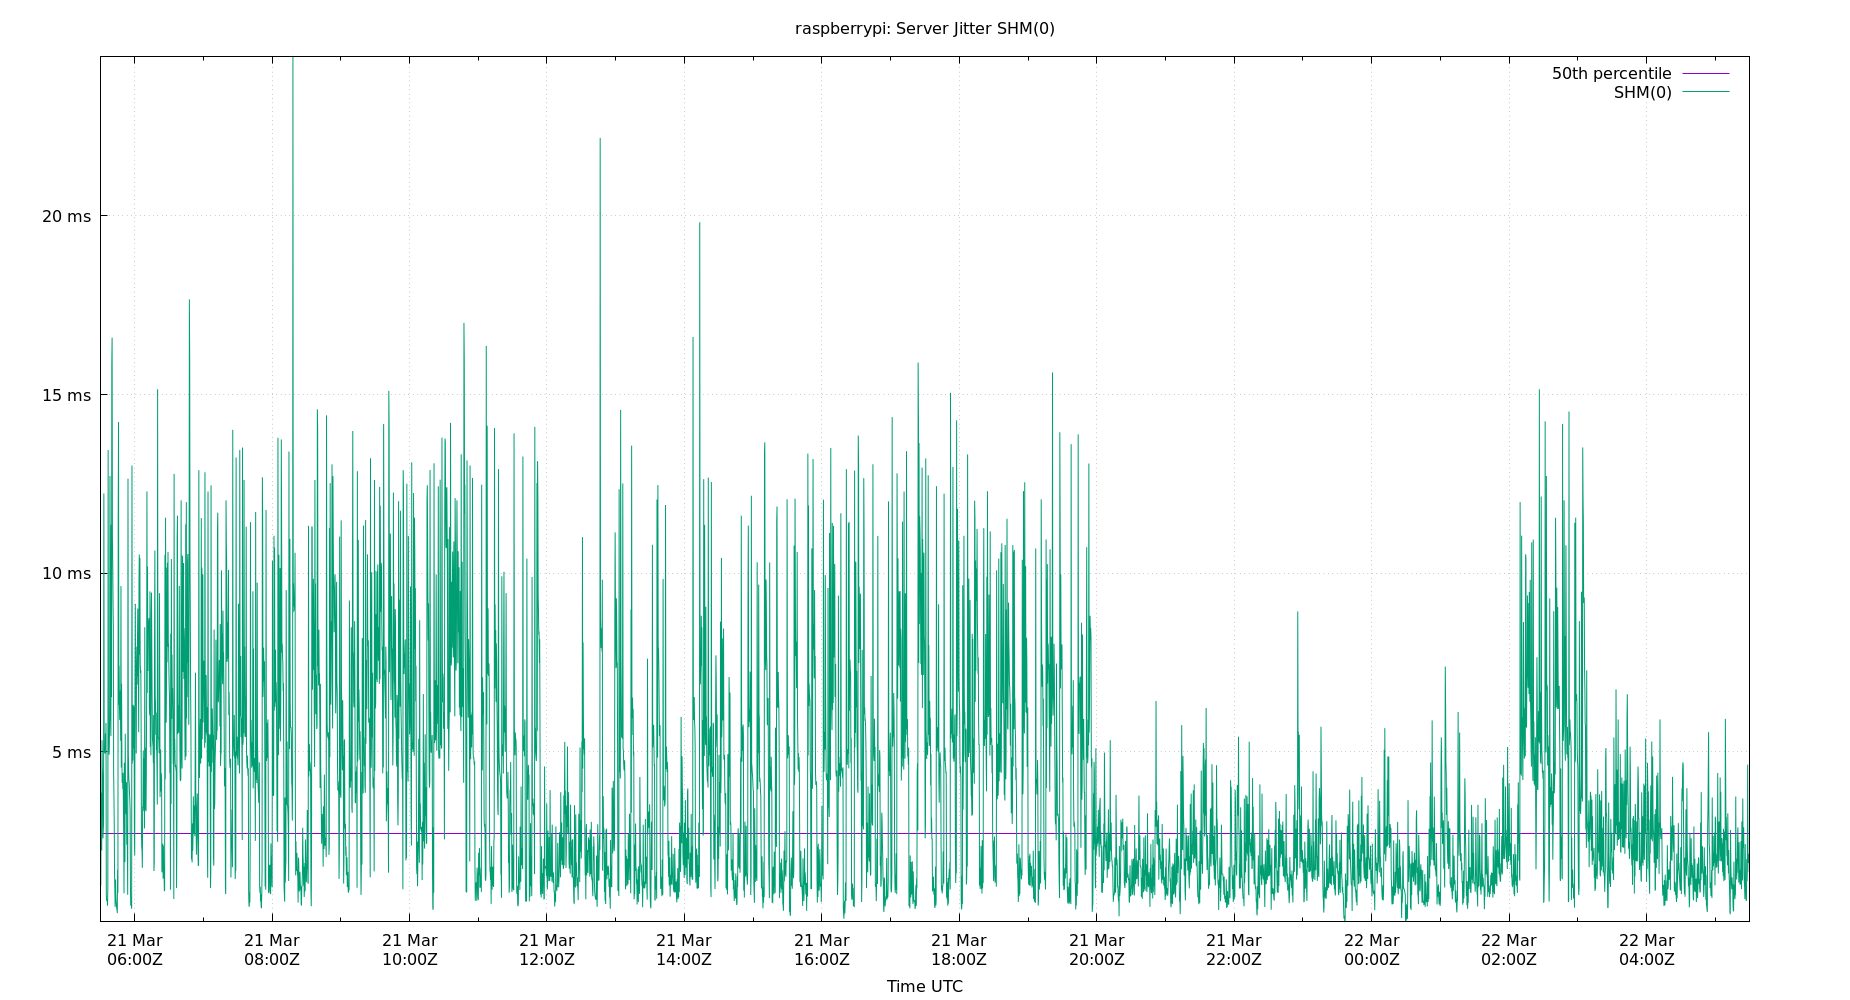 raspberrypi: Server Jitter SHM(0)
50th percentile
SHM(0)
20 ms
15 ms
10 ms
5 ms
21 Mar 21 Mar 21 Mar 21 Mar 21 Mar 21 Mar 21 Mar 21 Mar 21 Mar 22 Mar 22 Mar 22 Mar
06:00Z 08:00Z 10:00Z 12:00Z 14:00Z 16:00Z 18:00Z 20:00Z 22:00Z 00:00Z 02:00Z 04:00Z
Time UTC